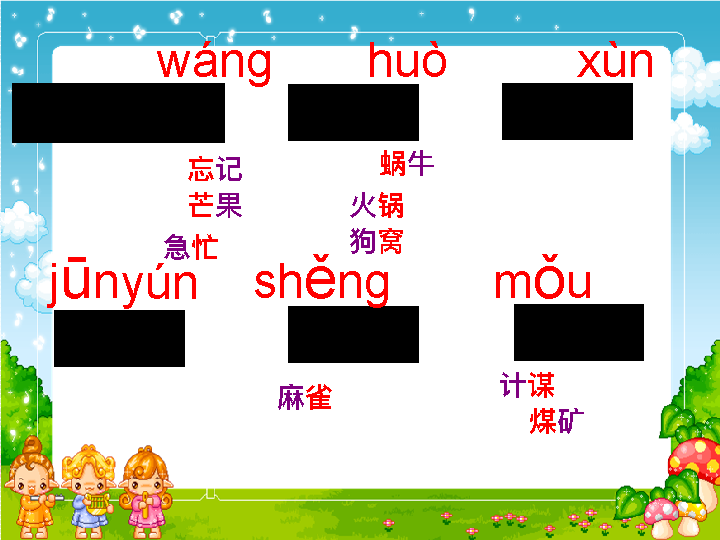 wáng huò xùn
忘记
芒果
急忙
蜗牛
火锅
狗窝
jūnyún shěng mǒu
麻雀
计谋
煤矿